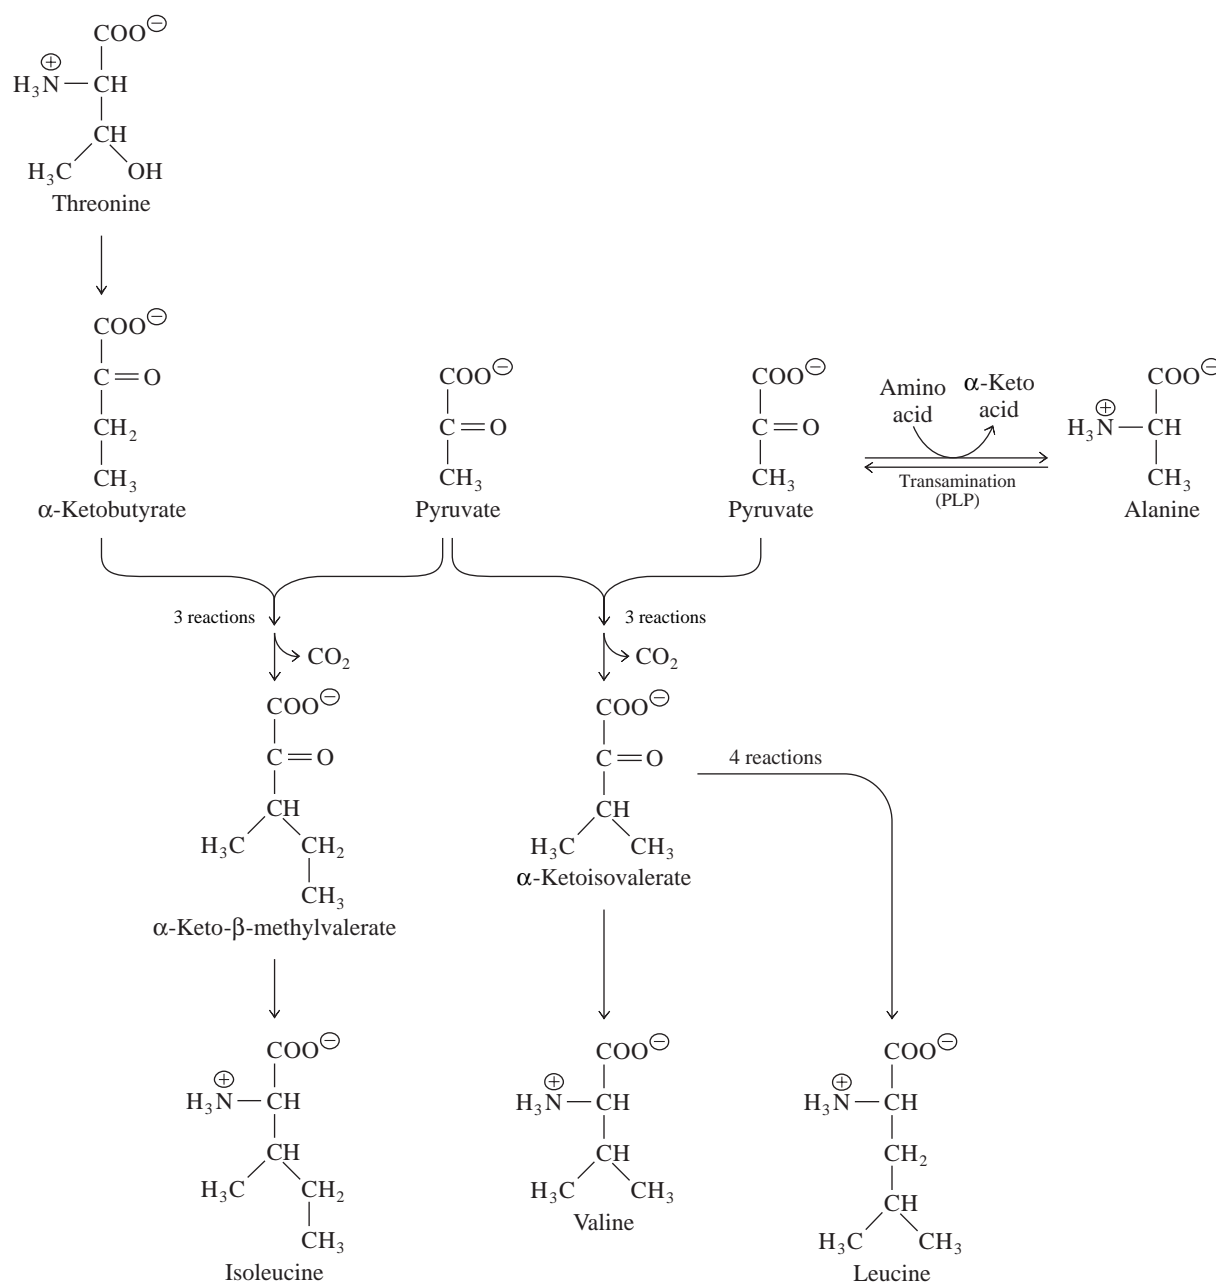 COO⊖
H₃N⊕—CH
CH
H₃C OH
Threonine
COO⊖
C=O
CH₂
CH₃
α-Ketobutyrate
COO⊖
C=O
CH₃
Pyruvate
COO⊖
C=O
CH₃
Pyruvate
Amino
acid
α-Keto
acid
Transamination
(PLP)
COO⊖
H₃N⊕—CH
CH₃
Alanine
3 reactions
CO₂
3 reactions
CO₂
COO⊖
C=O
CH
H₃C CH₂
CH₃
α-Keto-β-methylvalerate
COO⊖
C=O
CH
H₃C CH₃
α-Ketoisovalerate
4 reactions
COO⊖
H₃N⊕—CH
CH
H₃C CH₂
CH₃
Isoleucine
COO⊖
H₃N⊕—CH
CH
H₃C CH₃
Valine
COO⊖
H₃N⊕—CH
CH₂
CH
H₃C CH₃
Leucine